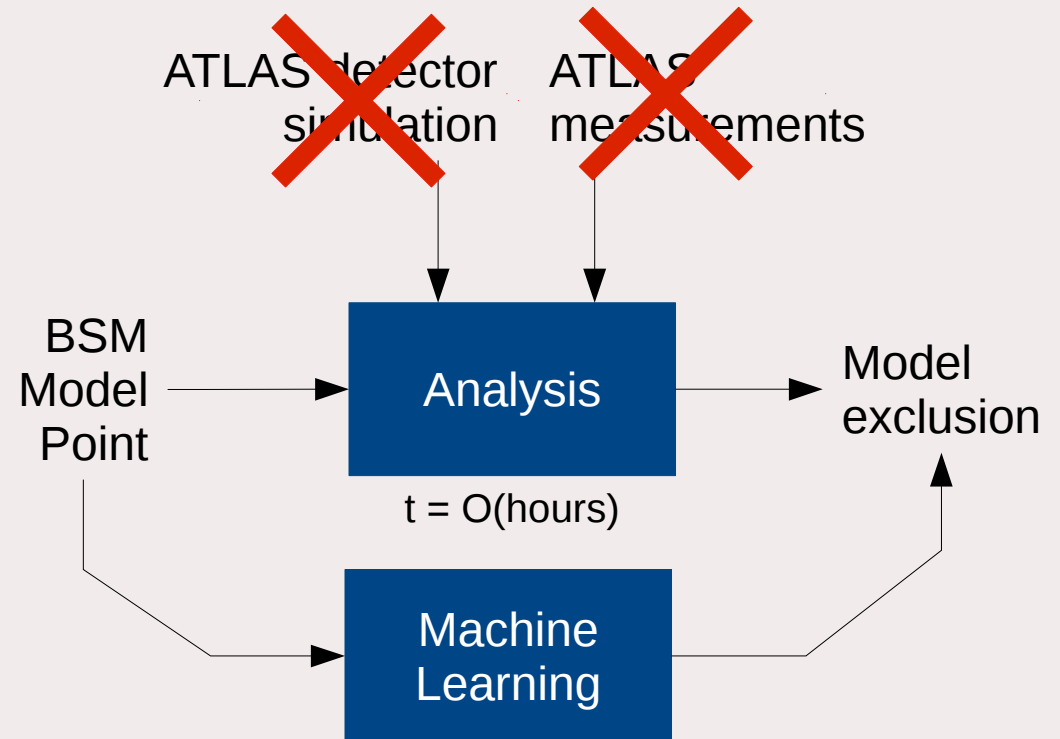 ATLAS detector
simulation
ATLAS
measurements
BSM
Model
Point
Analysis
Model
exclusion
t = O(hours)
Machine
Learning